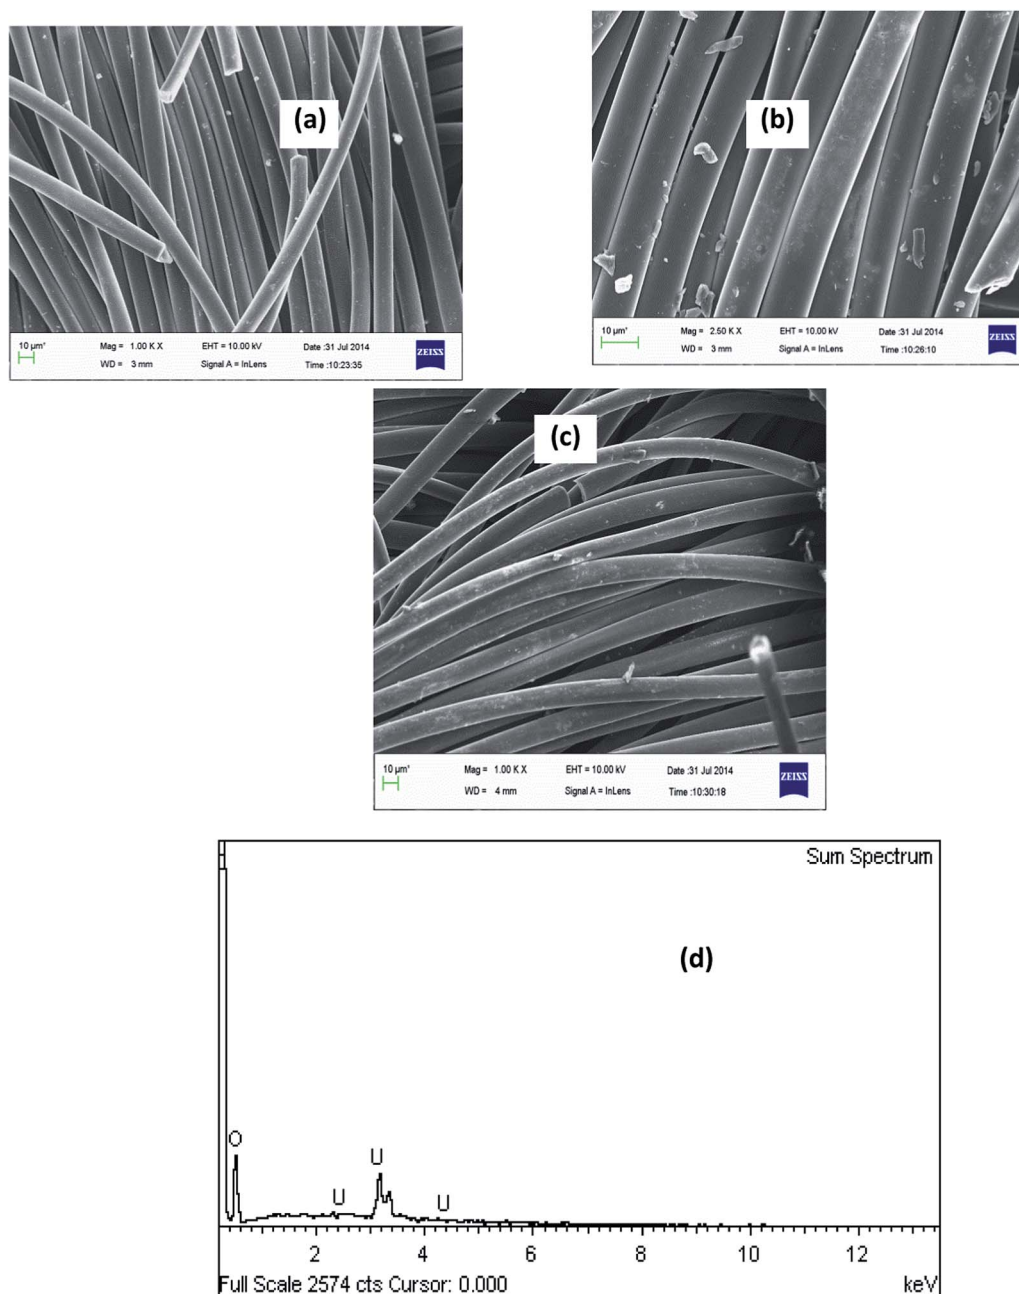 (a)
10 µm*
Mag = 1.00 K X
EHT = 10.00 kV
Date :31 Jul 2014
WD = 3 mm
Signal A = InLens
Time :10:23:35
ZEISS
(b)
10 µm*
Mag = 2.50 K X
EHT = 10.00 kV
Date :31 Jul 2014
WD = 3 mm
Signal A = InLens
Time :10:26:10
ZEISS
(c)
10 µm*
Mag = 1.00 K X
EHT = 10.00 kV
Date :31 Jul 2014
WD = 4 mm
Signal A = InLens
Time :10:30:18
ZEISS
Sum Spectrum
(d)
O
U
U
U
2 4 6 8 10 12
Full Scale 2574 cts Cursor: 0.000
keV